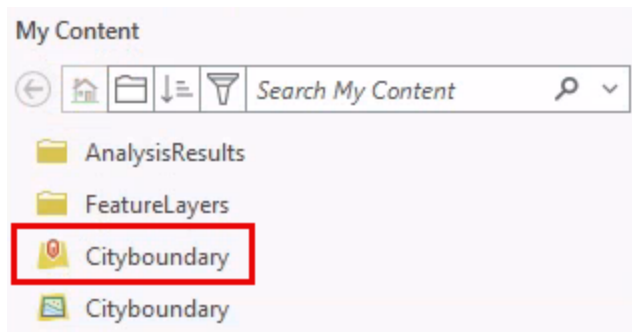 My Content
Search My Content
AnalysisResults
FeatureLayers
Cityboundary
Cityboundary